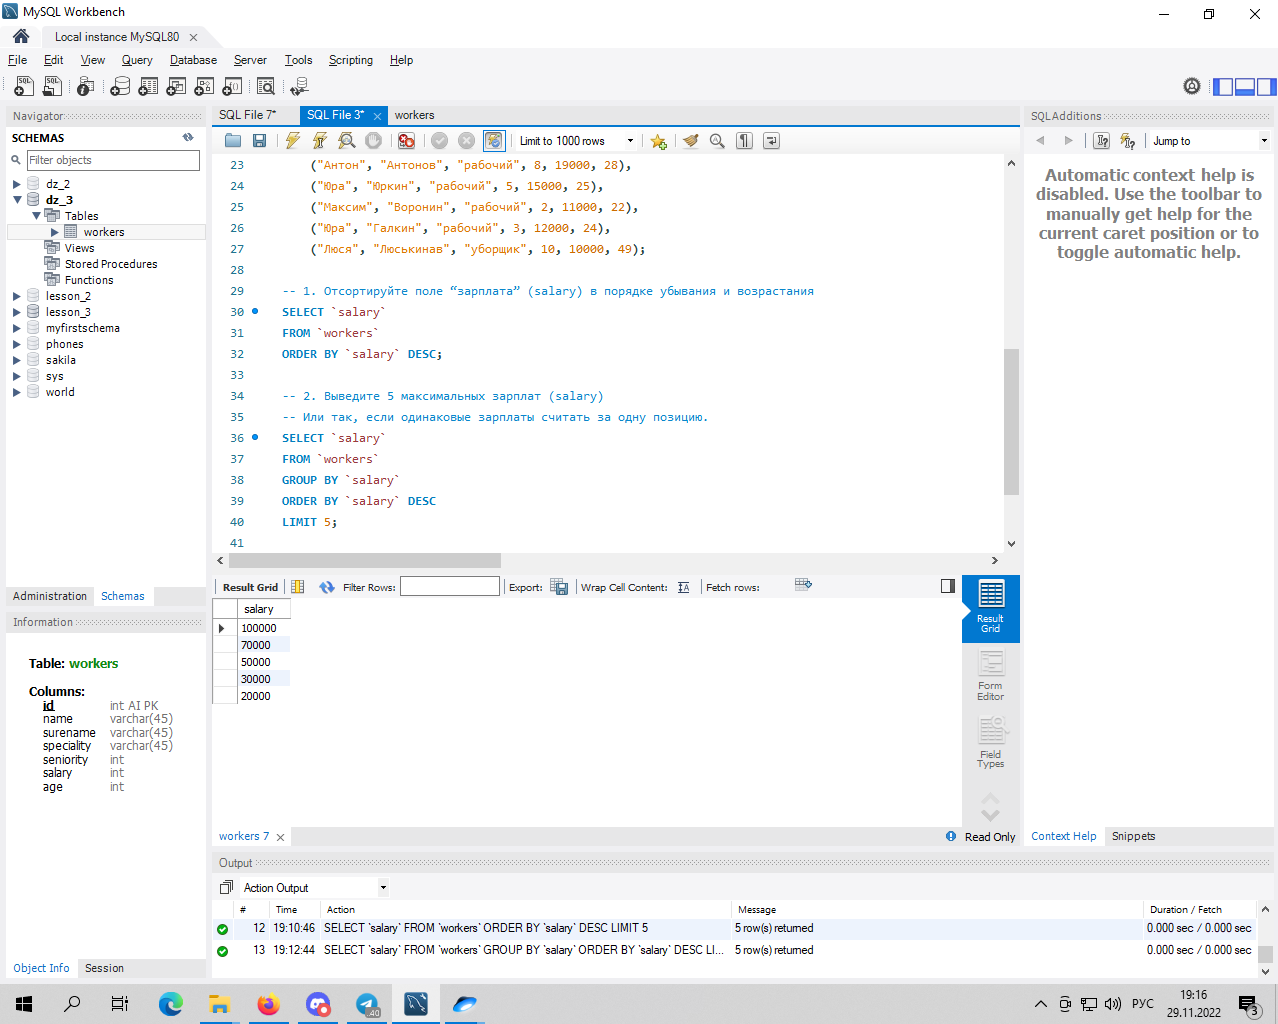 MySQL Workbench
Local instance MySQL80
File Edit View Query Database Server Tools Scripting Help
Navigator
SCHEMAS
Filter objects
dz_2
dz_3
Tables
workers
Views
Stored Procedures
Functions
lesson_2
lesson_3
myfirstschema
phones
sakila
sys
world
Administration Schemas
Information
Table: workers
Columns:
id int AI PK
name varchar(45)
surename varchar(45)
speciality varchar(45)
seniority int
salary int
age int
Object Info Session
SQL File 7* SQL File 3* workers
Limit to 1000 rows
23 ("Антон", "Антонов", "рабочий", 8, 19000, 28),
24 ("Юра", "Юркин", "рабочий", 5, 15000, 25),
25 ("Максим", "Воронин", "рабочий", 2, 11000, 22),
26 ("Юра", "Галкин", "рабочий", 3, 12000, 24),
27 ("Люся", "Люськинав", "уборщик", 10, 10000, 49);
28
29 -- 1. Отсортируйте поле “зарплата” (salary) в порядке убывания и возрастания
30 SELECT `salary`
31 FROM `workers`
32 ORDER BY `salary` DESC;
33
34 -- 2. Выведите 5 максимальных зарплат (salary)
35 -- Или так, если одинаковые зарплаты считать за одну позицию.
36 SELECT `salary`
37 FROM `workers`
38 GROUP BY `salary`
39 ORDER BY `salary` DESC
40 LIMIT 5;
41
Result Grid Filter Rows: Export: Wrap Cell Content: Fetch rows:
salary
100000
70000
50000
30000
20000
Result Grid
Form Editor
Field Types
workers 7
Read Only
SQLAdditions
Jump to
Automatic context help is
disabled. Use the toolbar to
manually get help for the
current caret position or to
toggle automatic help.
Context Help Snippets
Output
Action Output
# Time Action Message Duration / Fetch
12 19:10:46 SELECT `salary` FROM `workers` ORDER BY `salary` DESC LIMIT 5 5 row(s) returned 0.000 sec / 0.000 sec
13 19:12:44 SELECT `salary` FROM `workers` GROUP BY `salary` ORDER BY `salary` DESC LI... 5 row(s) returned 0.000 sec / 0.000 sec
.40
РУС
19:16
29.11.2022
3